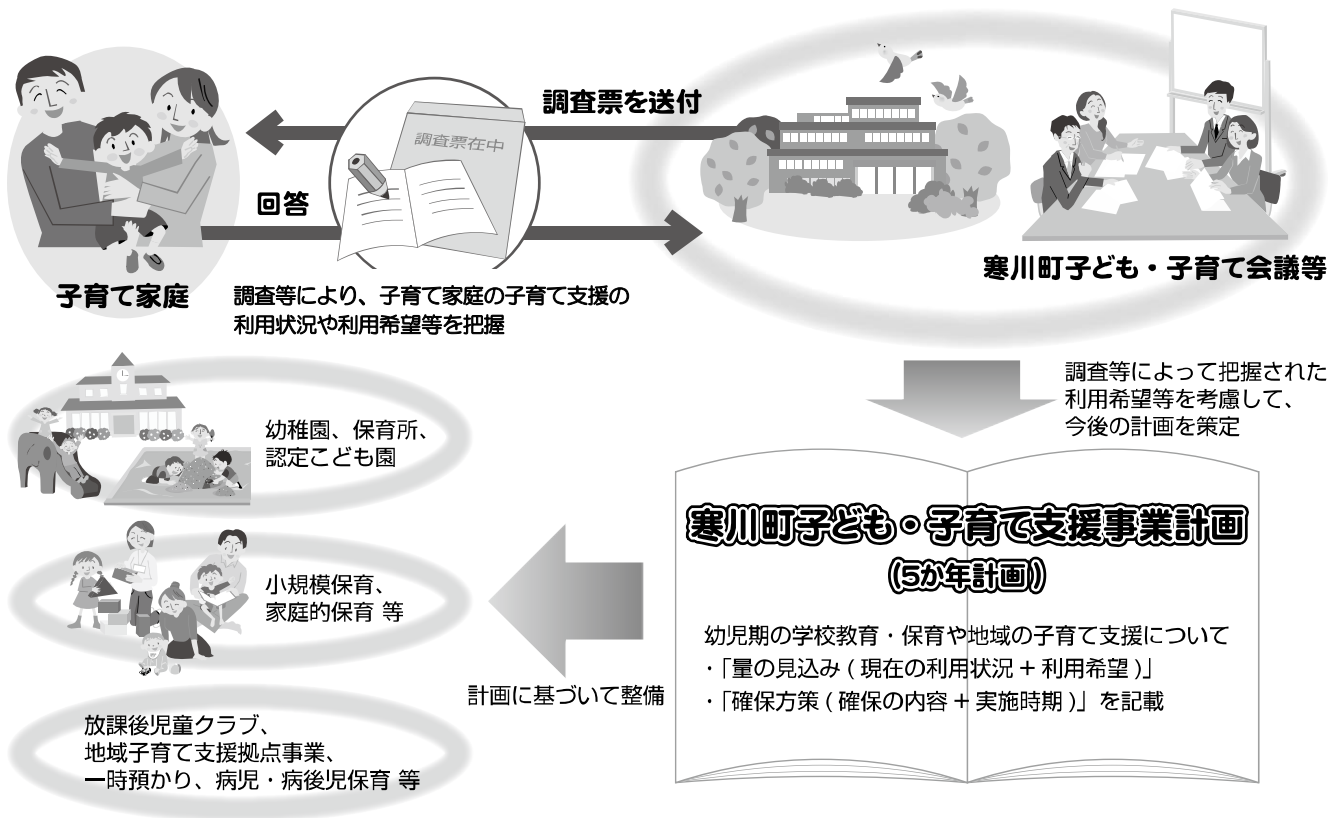 調査票を送付
調査票在中
回答
子育て家庭
調査等により、子育て家庭の子育て支援の
利用状況や利用希望等を把握
寒川町子ども・子育て会議等
調査等によって把握された
利用希望等を考慮して、
今後の計画を策定
寒川町子ども・子育て支援事業計画
(5か年計画)
幼児期の学校教育・保育や地域の子育て支援について
・「量の見込み(現在の利用状況+利用希望)」
・「確保方策(確保の内容+実施時期)」を記載
計画に基づいて整備
幼稚園、保育所、
認定こども園
小規模保育、
家庭的保育 等
放課後児童クラブ、
地域子育て支援拠点事業、
一時預かり、病児・病後児保育 等